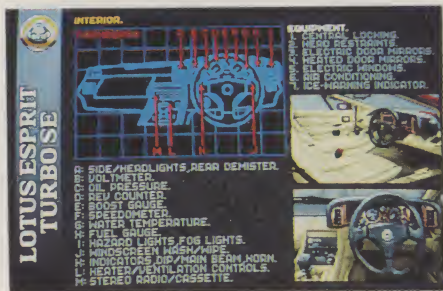 LOTUS ESPRIT
TURBO SE
INTERIOR.
A: SIDE/HEADLIGHTS,REAR DEMISTER.
B: VOLTMETER.
C: OIL PRESSURE.
D: REV COUNTER.
E: BOOST GAUGE.
F: SPEEDOMETER.
G: WATER TEMPERATURE.
H: FUEL GAUGE.
I: HAZARD LIGHTS,FOG LIGHTS.
J: WINDSCREEN WASH/WIPE.
K: INDICATORS,DIP/MAIN BEAM,HORN.
L: HEATER/VENTILATION CONTROLS.
M: STEREO RADIO/CASSETTE.
EQUIPMENT.
1. CENTRAL LOCKING.
2. HEAD RESTRAINTS.
3. ELECTRIC DOOR MIRRORS.
4. HEATED DOOR MIRRORS.
5. ELECTRIC WINDOWS.
6. AIR CONDITIONING.
7. ICE-WARNING INDICATOR.